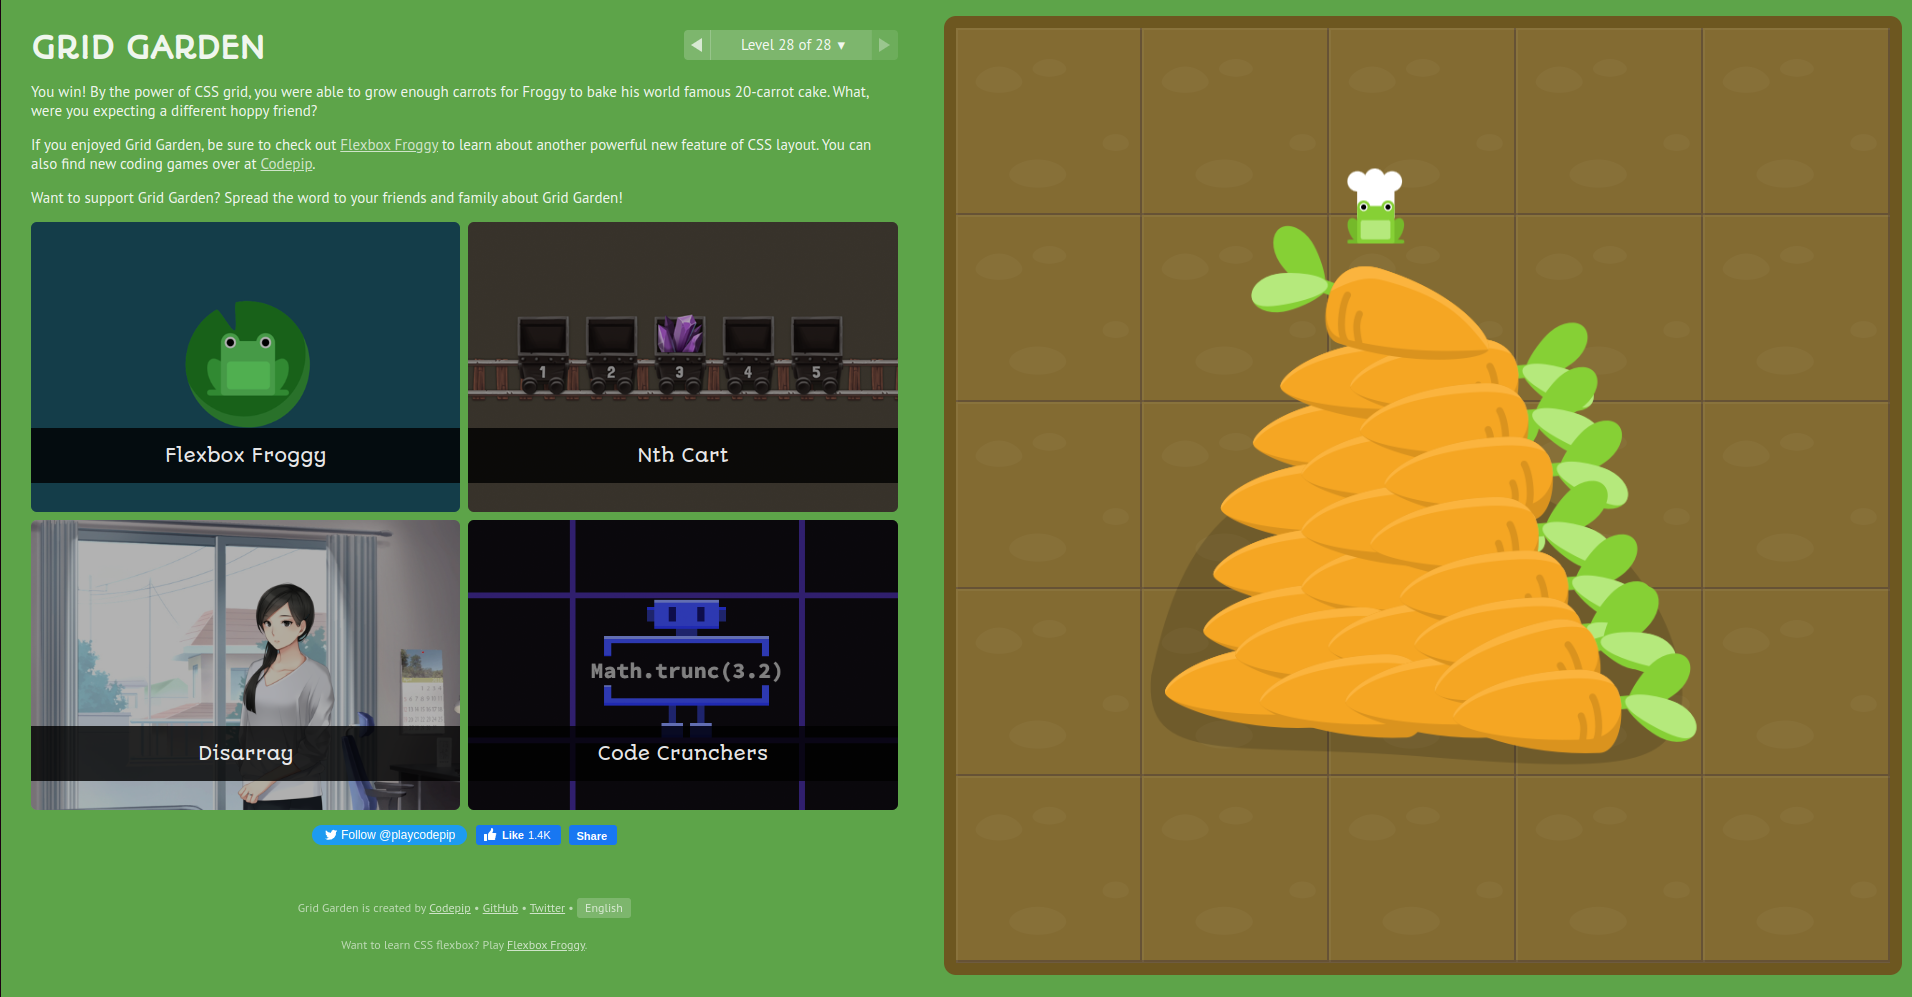 GRID GARDEN
Level 28 of 28 ▼
You win! By the power of CSS grid, you were able to grow enough carrots for Froggy to bake his world famous 20-carrot cake. What,
were you expecting a different hoppy friend?
If you enjoyed Grid Garden, be sure to check out Flexbox Froggy to learn about another powerful new feature of CSS layout. You can
also find new coding games over at Codepip.
Want to support Grid Garden? Spread the word to your friends and family about Grid Garden!
Flexbox Froggy
1 2 3 4 5
Nth Cart
Disarray
Math.trunc(3.2)
Code Crunchers
Follow @playcodepip
Like 1.4K
Share
Grid Garden is created by Codepip • GitHub • Twitter • English
Want to learn CSS flexbox? Play Flexbox Froggy.